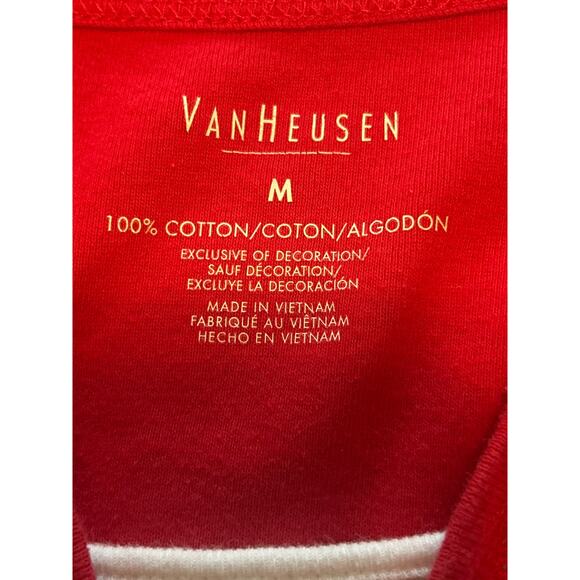 VANHEUSEN
M
100% COTTON/COTON/ALGODÓN
EXCLUSIVE OF DECORATION/
SAUF DÉCORATION/
EXCLUYE LA DECORACIÓN
MADE IN VIETNAM
FABRIQUÉ AU VIÊTNAM
HECHO EN VIETNAM